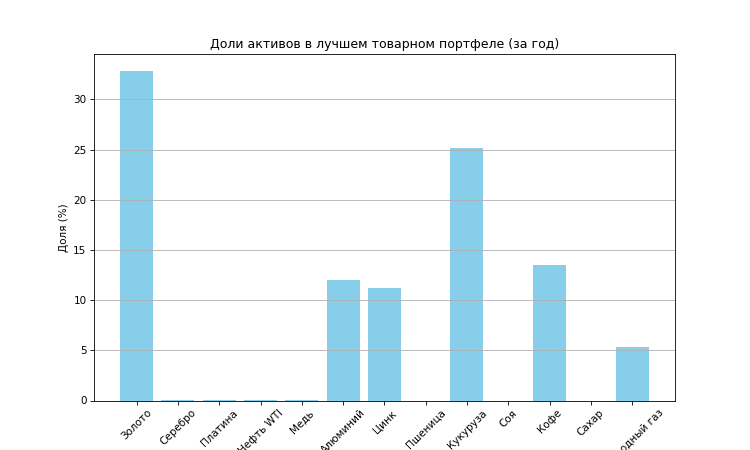 Доли активов в лучшем товарном портфеле (за год)
Доля (%)
30
25
20
15
10
5
0
Золото
Серебро
Платина
Нефть WTI
Медь
Алюминий
Цинк
Пшеница
Кукуруза
Соя
Кофе
Сахар
газ